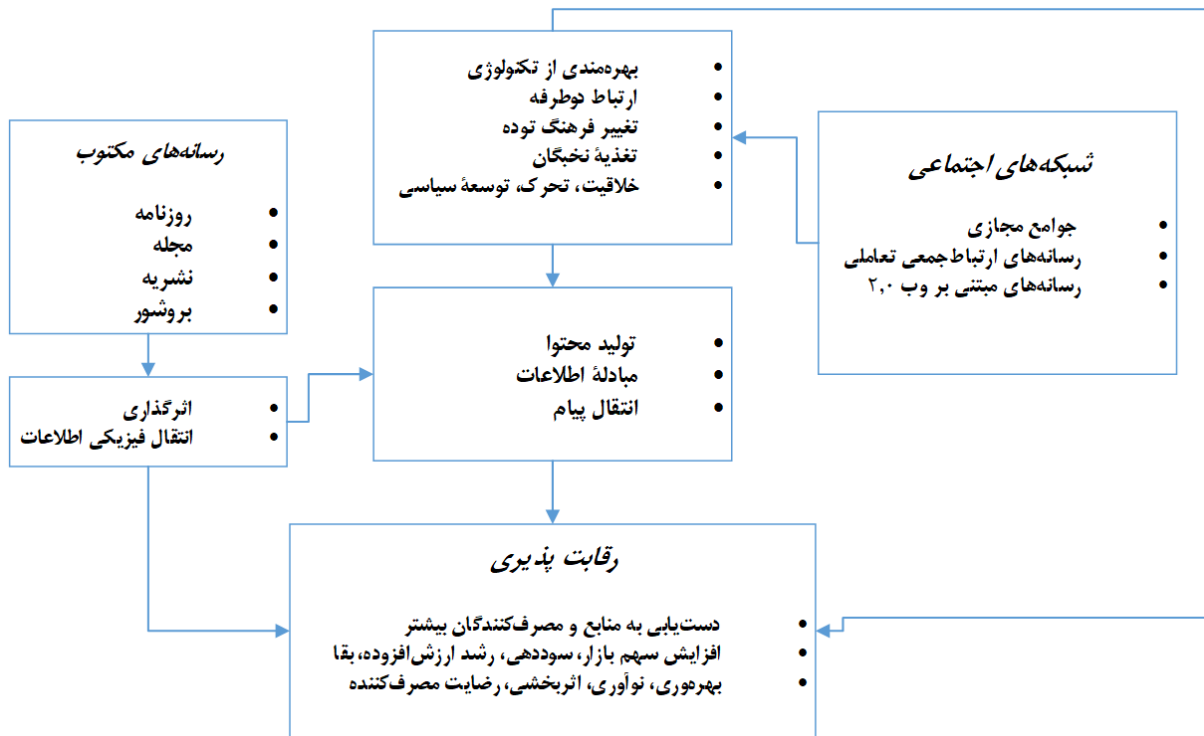 شبکه‌های اجتماعی
• جوامع مجازی
• رسانه‌های ارتباط‌جمعی تعاملی
• رسانه‌های مبتنی بر وب ۲,۰
• بهره‌مندی از تکنولوژی
• ارتباط دوطرفه
• تغییر فرهنگ توده
• تغذیهٔ نخبگان
• خلاقیت، تحرک، توسعهٔ سیاسی
رسانه‌های مکتوب
• روزنامه
• مجله
• نشریه
• بروشور
• اثرگذاری
• انتقال فیزیکی اطلاعات
• تولید محتوا
• مبادلهٔ اطلاعات
• انتقال پیام
رقابت پذیری
• دست‌یابی به منابع و مصرف‌کنندگان بیشتر
• افزایش سهم بازار، سوددهی، رشد ارزش‌افزوده، بقا
• بهره‌وری، نوآوری، اثربخشی، رضایت مصرف‌کننده